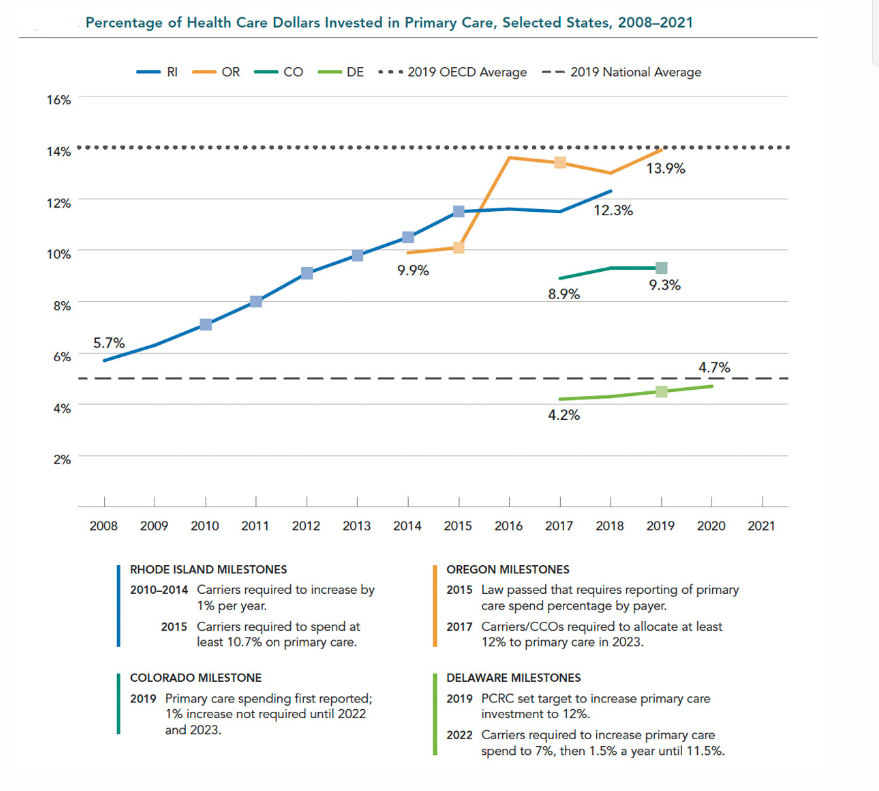 Percentage of Health Care Dollars Invested in Primary Care, Selected States, 2008–2021
RI OR CO DE 2019 OECD Average 2019 National Average
16%
14%
13.9%
12%
12.3%
10%
9.9%
9.3%
8.9%
8%
5.7%
6%
4.7%
4%
4.2%
2%
2008 2009 2010 2011 2012 2013 2014 2015 2016 2017 2018 2019 2020 2021
RHODE ISLAND MILESTONES
2010–2014 Carriers required to increase by
1% per year.
2015 Carriers required to spend at
least 10.7% on primary care.
OREGON MILESTONES
2015 Law passed that requires reporting of primary
care spend percentage by payer.
2017 Carriers/CCOs required to allocate at least
12% to primary care in 2023.
COLORADO MILESTONE
2019 Primary care spending first reported;
1% increase not required until 2022
and 2023.
DELAWARE MILESTONES
2019 PCRC set target to increase primary care
investment to 12%.
2022 Carriers required to increase primary care
spend to 7%, then 1.5% a year until 11.5%.